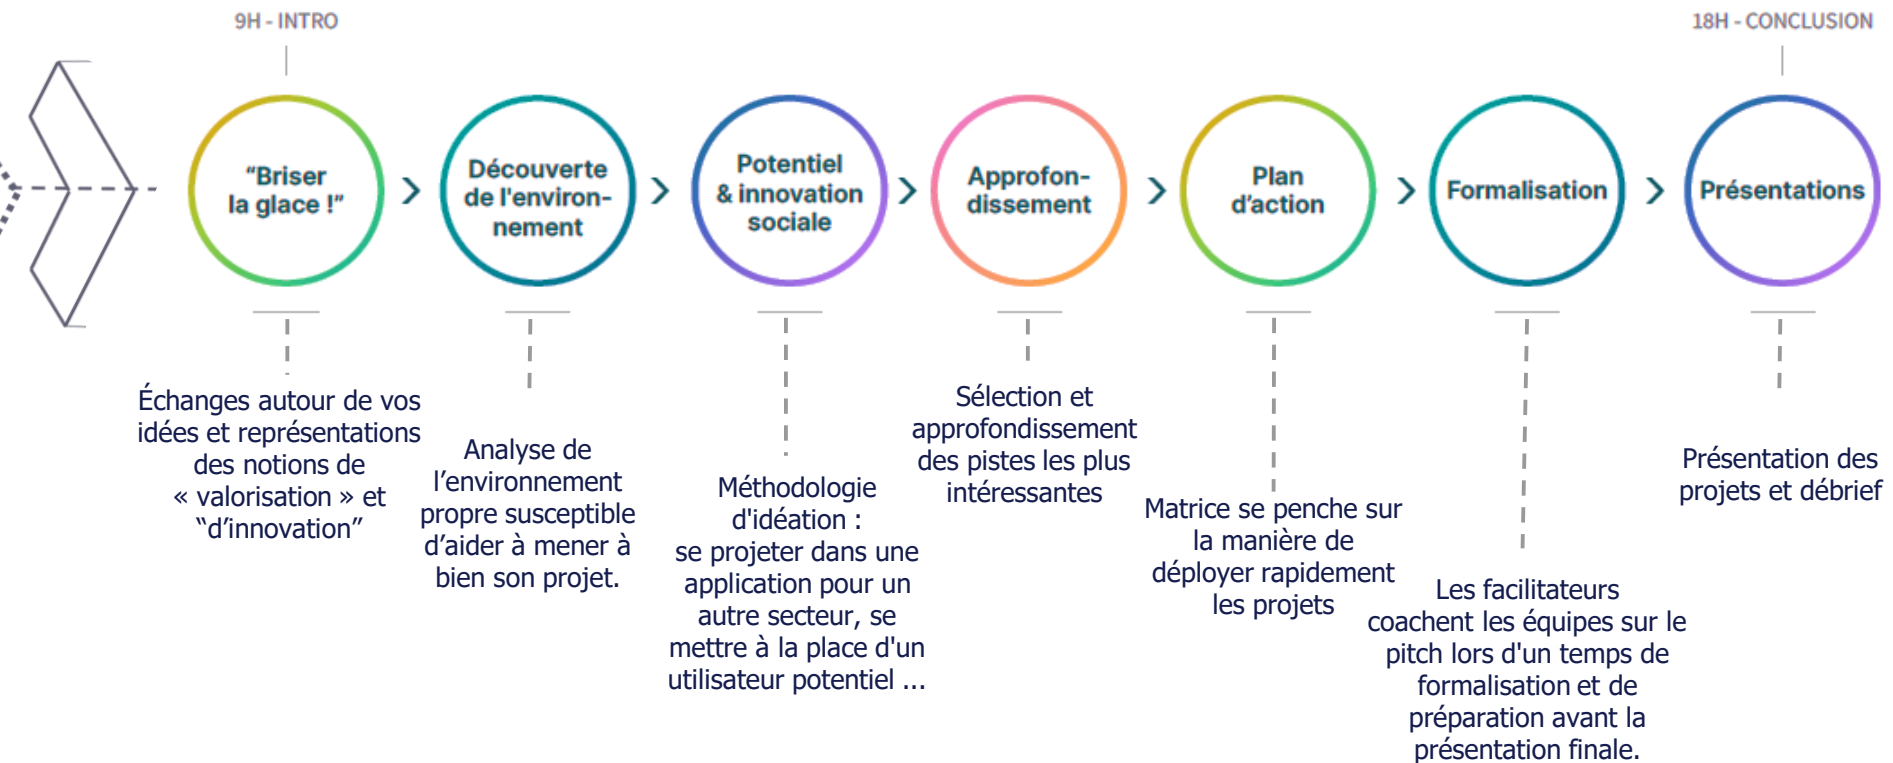 9H - INTRO
18H - CONCLUSION
“Briser
la glace !”
Découverte
de l'environ-
nement
Potentiel
& innovation
sociale
Approfon-
dissement
Plan
d’action
Formalisation
Présentations
Échanges autour de vos
idées et représentations
des notions de
« valorisation » et
“d’innovation”
Analyse de
l’environnement
propre susceptible
d’aider à mener à
bien son projet.
Méthodologie
d'idéation :
se projeter dans une
application pour un
autre secteur, se
mettre à la place d'un
utilisateur potentiel ...
Sélection et
approfondissement
des pistes les plus
intéressantes
Matrice se penche sur
la manière de
déployer rapidement
les projets
Les facilitateurs
coachent les équipes sur le
pitch lors d'un temps de
formalisation et de
préparation avant la
présentation finale.
Présentation des
projets et débrief